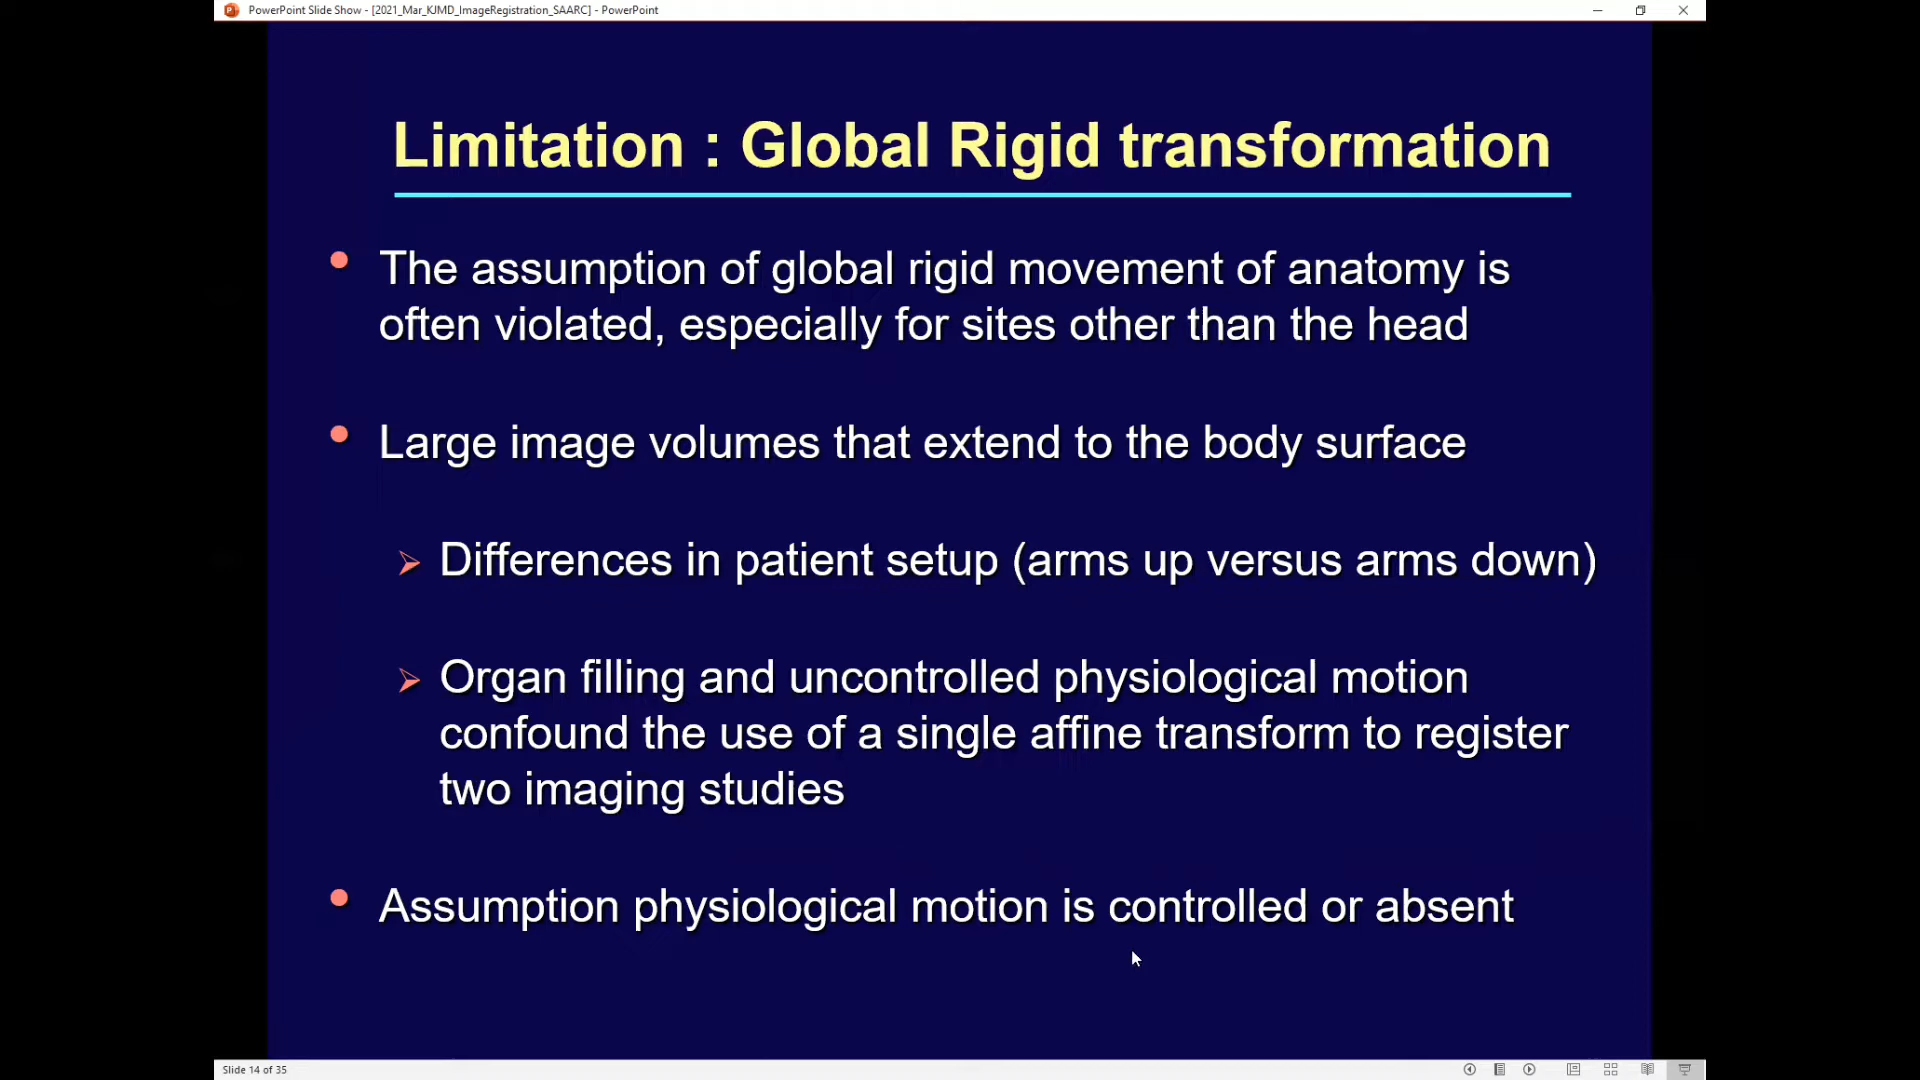 PowerPoint Slide Show - [2021_Mar_KJMD_ImageRegistration_SAARC] - PowerPoint
Limitation : Global Rigid transformation
The assumption of global rigid movement of anatomy is
often violated, especially for sites other than the head
Large image volumes that extend to the body surface
Differences in patient setup (arms up versus arms down)
Organ filling and uncontrolled physiological motion
confound the use of a single affine transform to register
two imaging studies
Assumption physiological motion is controlled or absent
Slide 14 of 35